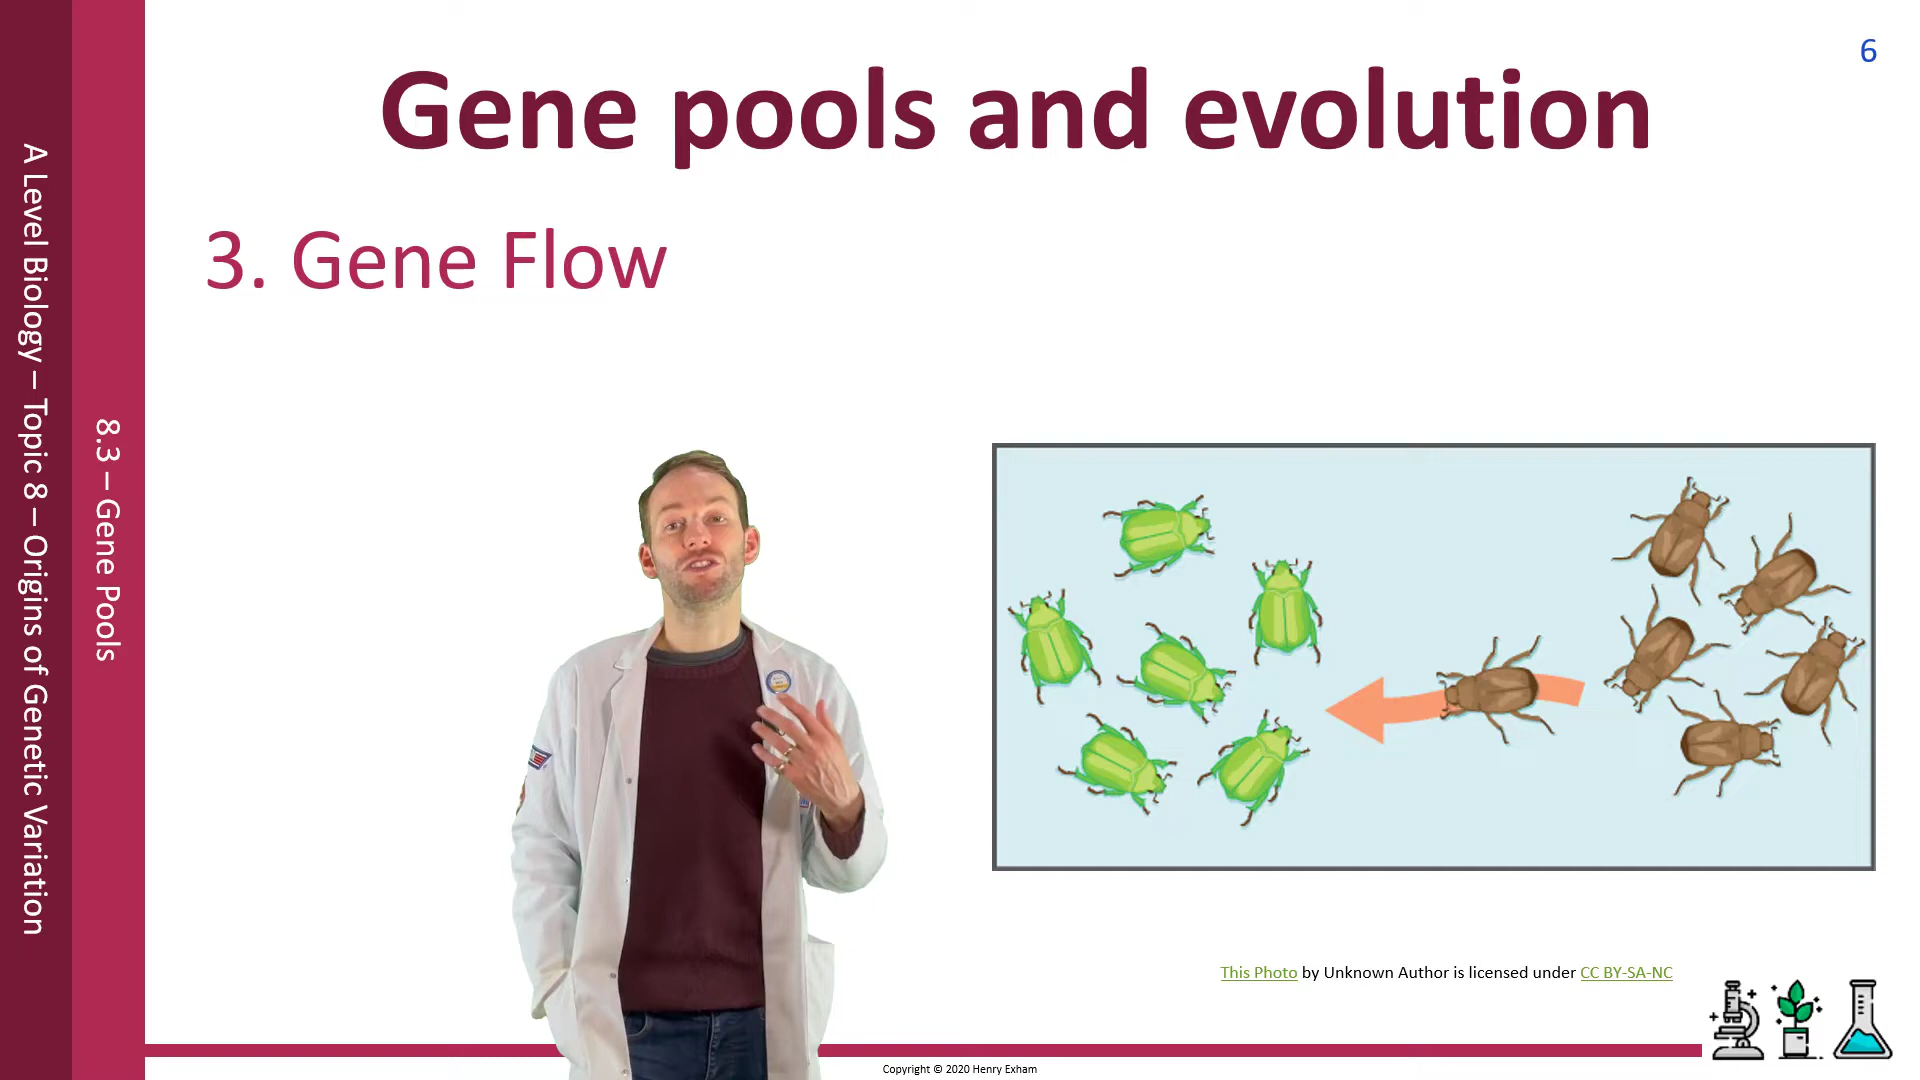 A Level Biology – Topic 8 – Origins of Genetic Variation
8.3 – Gene Pools
6
Gene pools and evolution
3. Gene Flow
This Photo by Unknown Author is licensed under CC BY-SA-NC
Copyright © 2020 Henry Exham